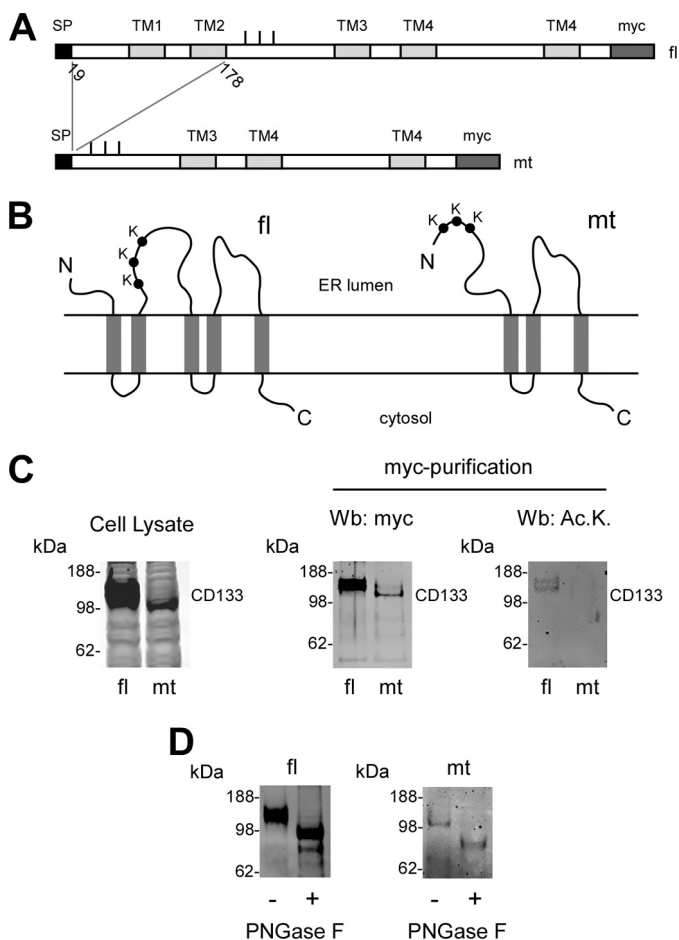 A
SP TM1 TM2 TM3 TM4 TM4 myc
fl
19 178
SP TM3 TM4 TM4 myc
mt
B
fl mt
K K K
K K K
N N
ER lumen
C C
cytosol
C
myc-purification
Cell Lysate Wb: myc Wb: Ac.K.
kDa kDa kDa
188- 188- 188-
CD133 CD133 CD133
98- 98- 98-
62- 62- 62-
fl mt fl mt fl mt
D
kDa fl kDa mt
188- 188-
98- 98-
62- 62-
- + - +
PNGase F PNGase F